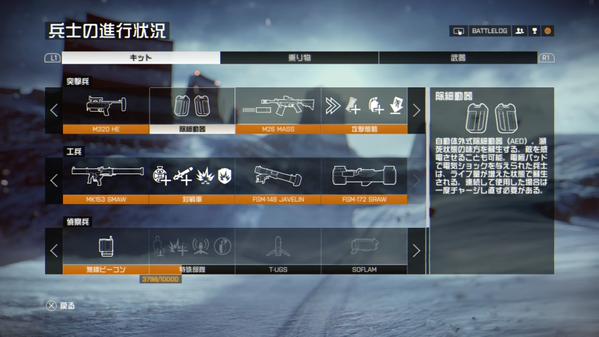 兵士の進行状況
BATTLELOG
L1 キット 乗り物 武器 R1
突撃兵
M320 HE 除細動器 M26 MASS 攻撃態勢
工兵
MK153 SMAW 対戦車 FGM-148 JAVELIN FGM-172 SRAW
偵察兵
無線ビーコン 特殊部隊 T-UGS SOFLAM
3798/10000
除細動器
自動体外式除細動器（AED）。瀕
死状態の味方を蘇生する。敵を感
電させることも可能。電極パッド
で電気ショックを与えられた兵士
は、ライフ量が増えた状態で蘇生
される。連続して使用した場合は
一度チャージし直す必要がある。
戻る